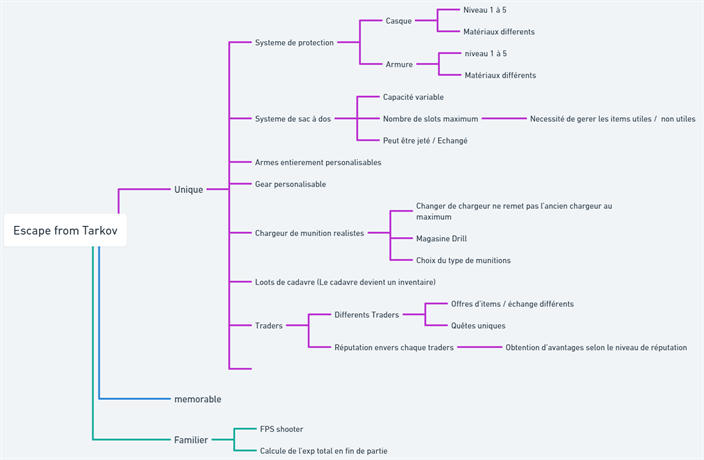 Escape from Tarkov
Unique
Systeme de protection
Casque
Niveau 1 à 5
Matériaux differents
Armure
niveau 1 à 5
Matériaux différents
Systeme de sac à dos
Capacité variable
Nombre de slots maximum
Necessité de gerer les items utiles / non utiles
Peut être jeté / Echangé
Armes entierement personalisables
Gear personalisable
Chargeur de munition realistes
Changer de chargeur ne remet pas l'ancien chargeur au
maximum
Magasine Drill
Choix du type de munitions
Loots de cadavre (Le cadavre devient un inventaire)
Traders
Differents Traders
Offres d'items / échange différents
Quêtes uniques
Réputation envers chaque traders
Obtention d'avantages selon le niveau de réputation
memorable
Familier
FPS shooter
Calcule de l'exp total en fin de partie